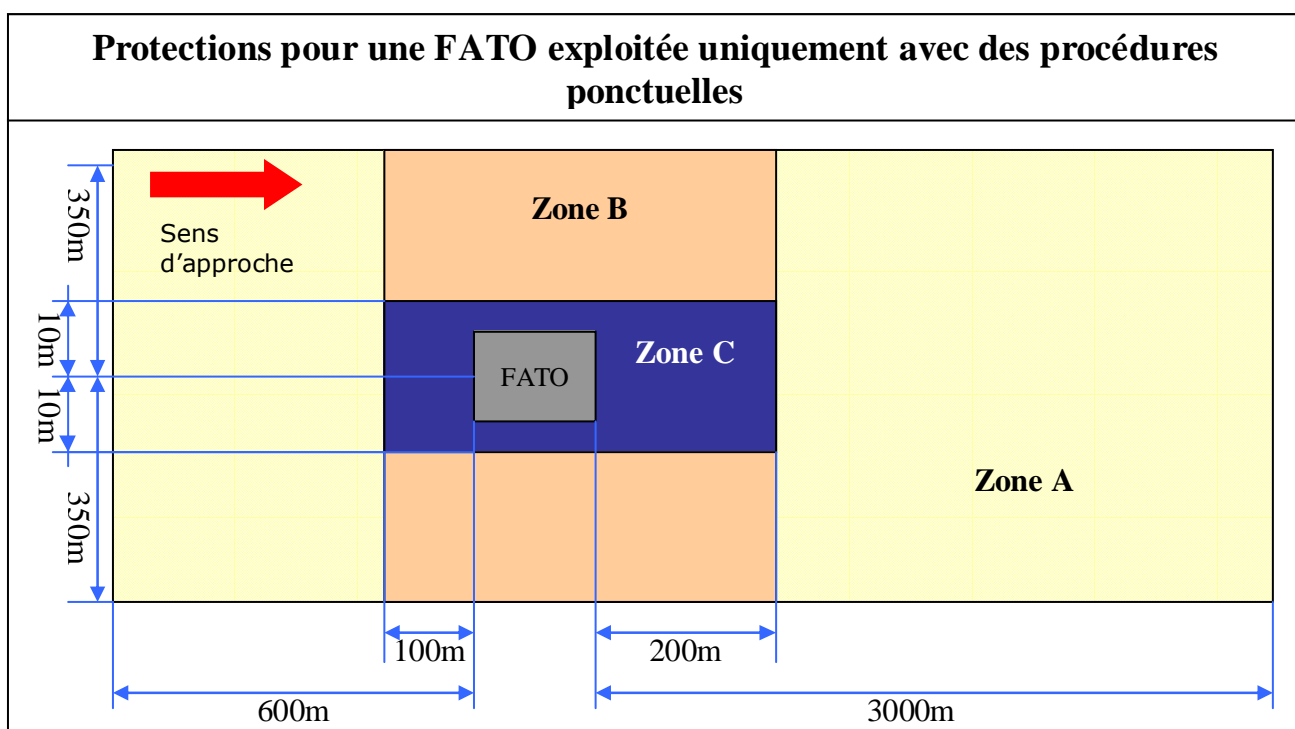 Protections pour une FATO exploitée uniquement avec des procédures
ponctuelles
Sens
d’approche
Zone B
Zone C
FATO
Zone A
350m
10m
10m
350m
100m
200m
600m
3000m